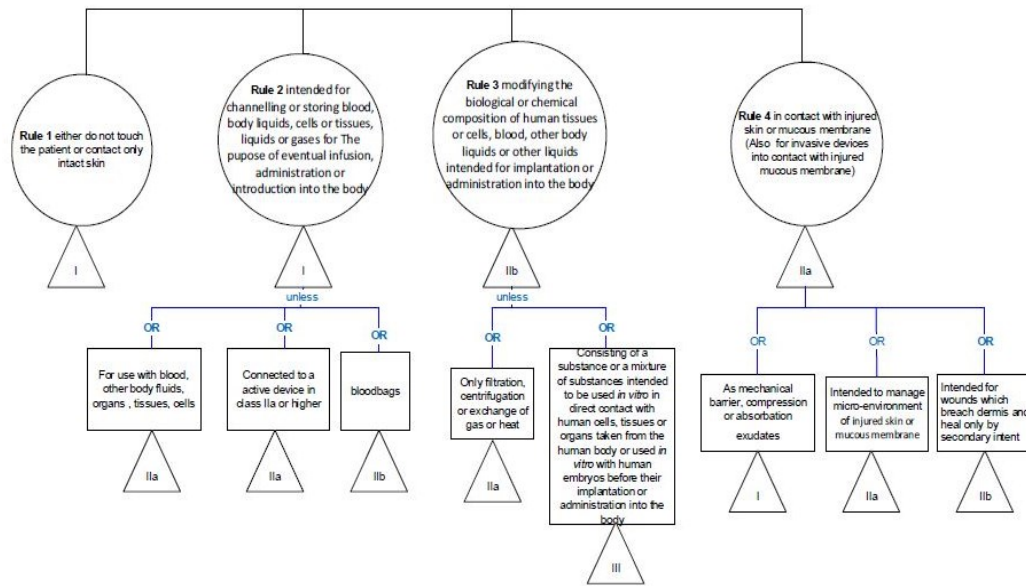 Rule 1 either do not touch
the patient or contact only
intact skin
I
Rule 2 intended for
channelling or storing blood,
body liquids, cells or tissues,
liquids or gases for The
pupose of eventual infusion,
administration or
introduction into the body
I
unless
OR
For use with blood,
other body fluids,
organs , tissues, cells
IIa
OR
Connected to a
active device in
class IIa or higher
IIa
OR
bloodbags
IIb
Rule 3 modifying the
biological or chemical
composition of human tissues
or cells, blood, other body
liquids or other liquids
intended for implantation or
administration into the body
IIb
unless
OR
Only filtration,
centrifugation
or exchange of
gas or heat
IIa
OR
Consisting of a
substance or a mixture
of substances intended
to be used in vitro in
direct contact with
human cells, tissues or
organs taken from the
human body or used in
vitro with human
embryos before their
implantation or
administration into the
body
III
Rule 4 in contact with injured
skin or mucous membrane
(Also for invasive devices
into contact with injured
mucous membrane)
IIa
OR
As mechanical
barrier, compression
or absorbation
exudates
I
OR
Intended to manage
micro-environment
of injured skin or
mucous membrane
IIa
OR
Intended for
wounds which
breach dermis and
heal only by
secondary intent
IIb